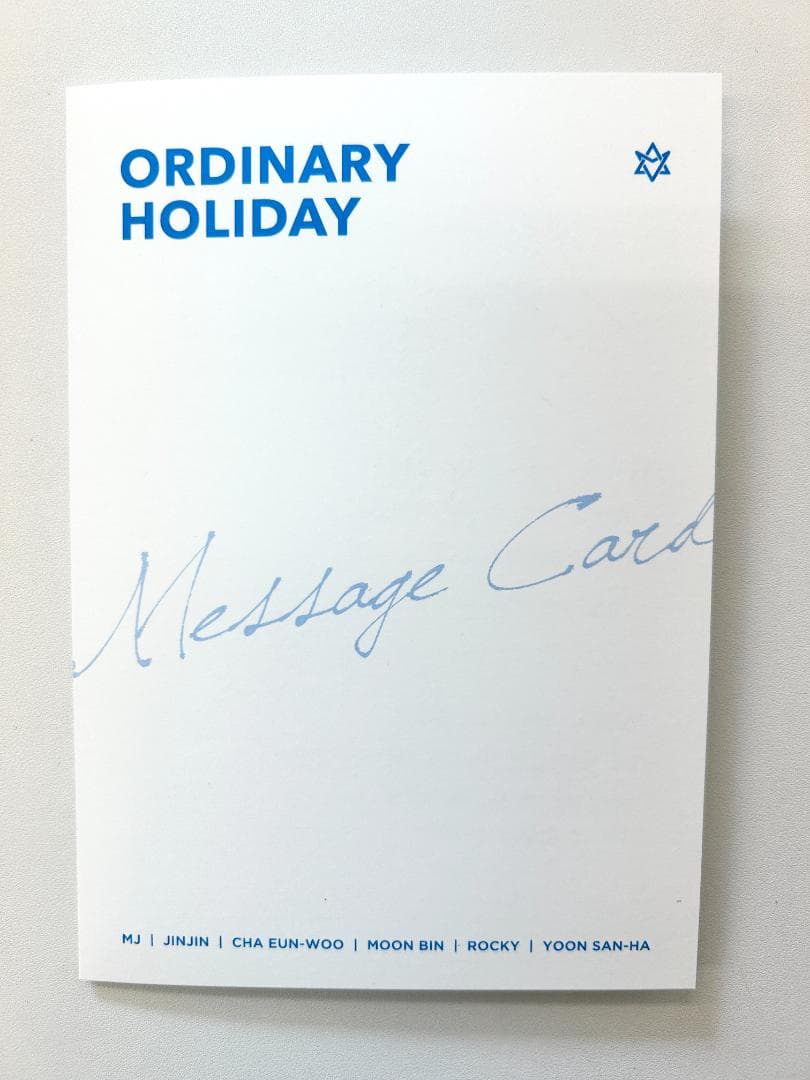 ORDINARY
HOLIDAY
Message Card
MJ | JINJIN | CHA EUN-WOO | MOON BIN | ROCKY | YOON SAN-HA